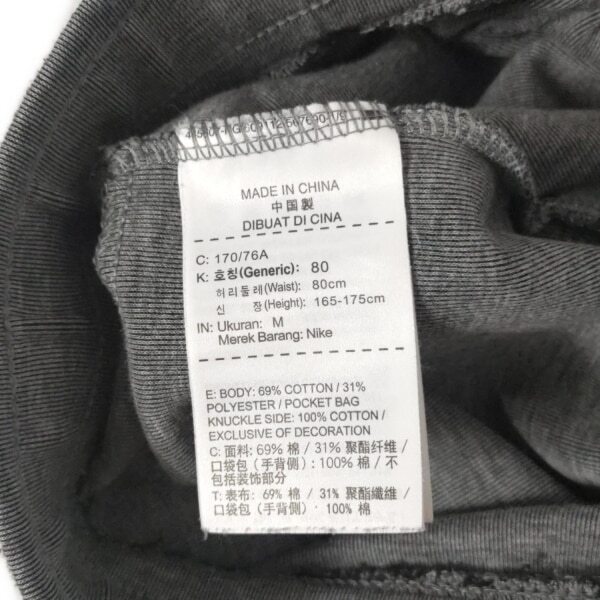 MADE IN CHINA
中国製
DIBUAT DI CINA
C: 170/76A
K: 호칭(Generic): 80
허리둘레(Waist): 80cm
신 장(Height): 165-175cm
IN: Ukuran: M
Merek Barang: Nike
E: BODY: 69% COTTON / 31%
POLYESTER / POCKET BAG
KNUCKLE SIDE: 100% COTTON /
EXCLUSIVE OF DECORATION
C: 面料: 69% 棉 / 31% 聚酯纤维 /
口袋包 (手背侧) : 100% 棉 / 不
包括装饰部分
T: 表布: 69% 棉 / 31% 聚酯纖維 /
口袋包 (手背側) : 100% 棉